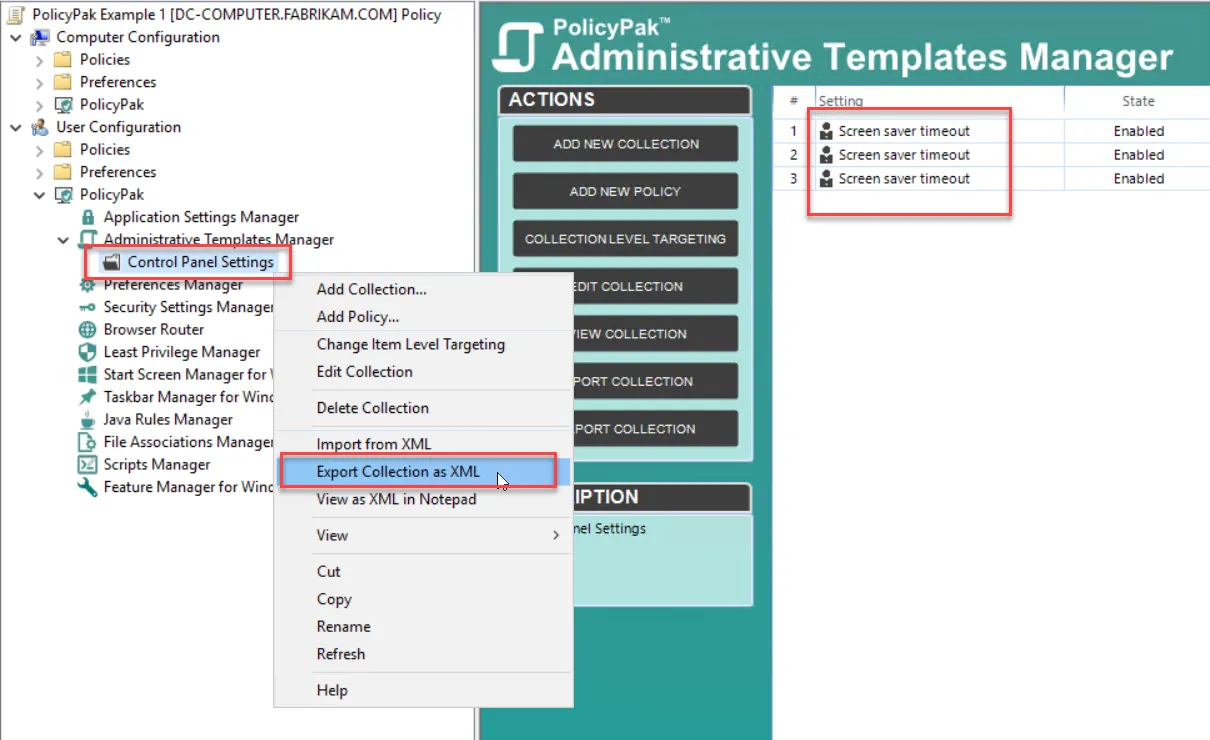 PolicyPak Example 1 [DC-COMPUTER.FABRIKAM.COM] Policy
Computer Configuration
Policies
Preferences
PolicyPak
User Configuration
Policies
Preferences
PolicyPak
Application Settings Manager
Administrative Templates Manager
Control Panel Settings
Preferences Manager
Security Settings Manager
Browser Router
Least Privilege Manager
Start Screen Manager for
Taskbar Manager for Wind
Java Rules Manager
File Associations Manager
Scripts Manager
Feature Manager for Wind
Add Collection...
Add Policy...
Change Item Level Targeting
Edit Collection
Delete Collection
Import from XML
Export Collection as XML
View as XML in Notepad
View
Cut
Copy
Rename
Refresh
Help
PolicyPak™
Administrative Templates Manager
ACTIONS
ADD NEW COLLECTION
ADD NEW POLICY
COLLECTION LEVEL TARGETING
EDIT COLLECTION
VIEW COLLECTION
PORT COLLECTION
PORT COLLECTION
IPTION
nel Settings
# Setting State
1 Screen saver timeout Enabled
2 Screen saver timeout Enabled
3 Screen saver timeout Enabled